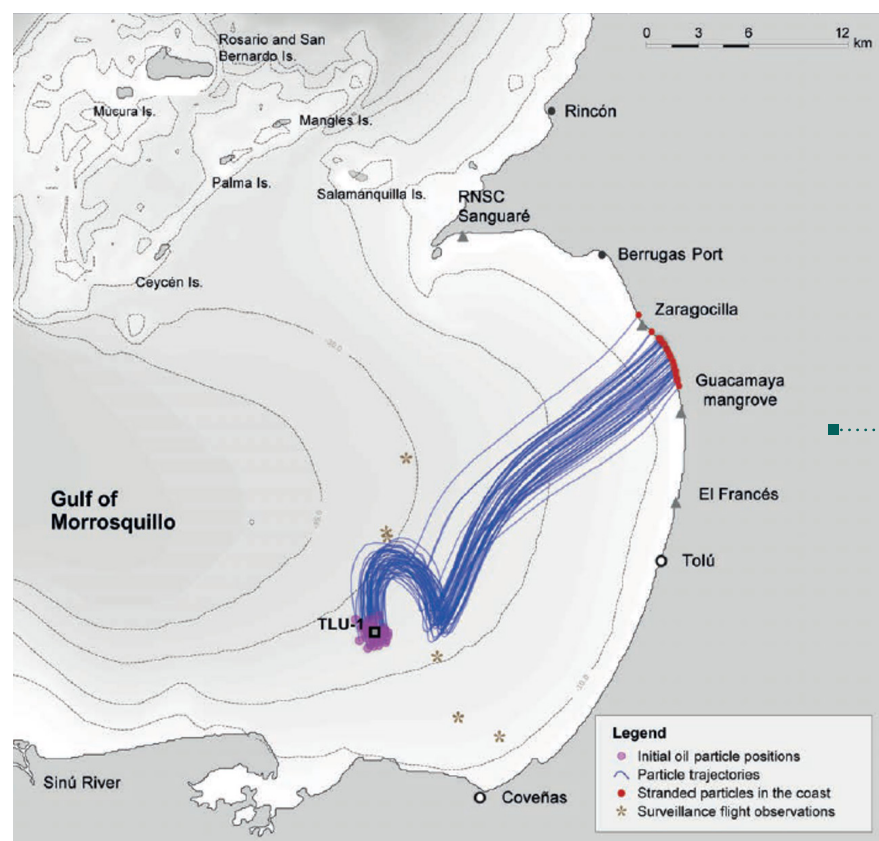 Rosario and San
Bernardo Is.
0 3 6 12
km
Múcura Is.
Mangles Is.
Rincón
Palma Is.
Salamanquilla Is.
RNSC
Sanguaré
Berrugas Port
Ceycén Is.
Zaragocilla
Guacamaya
mangrove
Gulf of
Morrosquillo
El Francés
Tolú
TLU-1
Legend
Initial oil particle positions
Particle trajectories
Stranded particles in the coast
Surveillance flight observations
Sinú River
Coveñas